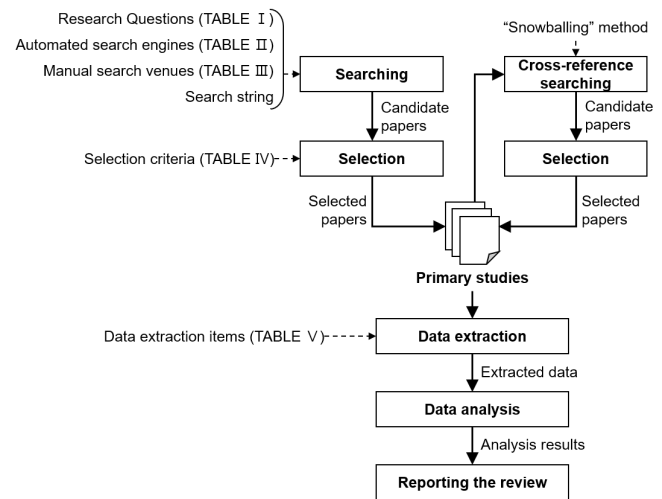 Research Questions (TABLE Ⅰ)
Automated search engines (TABLE Ⅱ)
Manual search venues (TABLE Ⅲ)
Search string
Searching
Candidate
papers
Selection criteria (TABLE Ⅳ)
Selection
Selected
papers
“Snowballing” method
Cross-reference
searching
Candidate
papers
Selection
Selected
papers
Primary studies
Data extraction items (TABLE Ⅴ)
Data extraction
Extracted data
Data analysis
Analysis results
Reporting the review